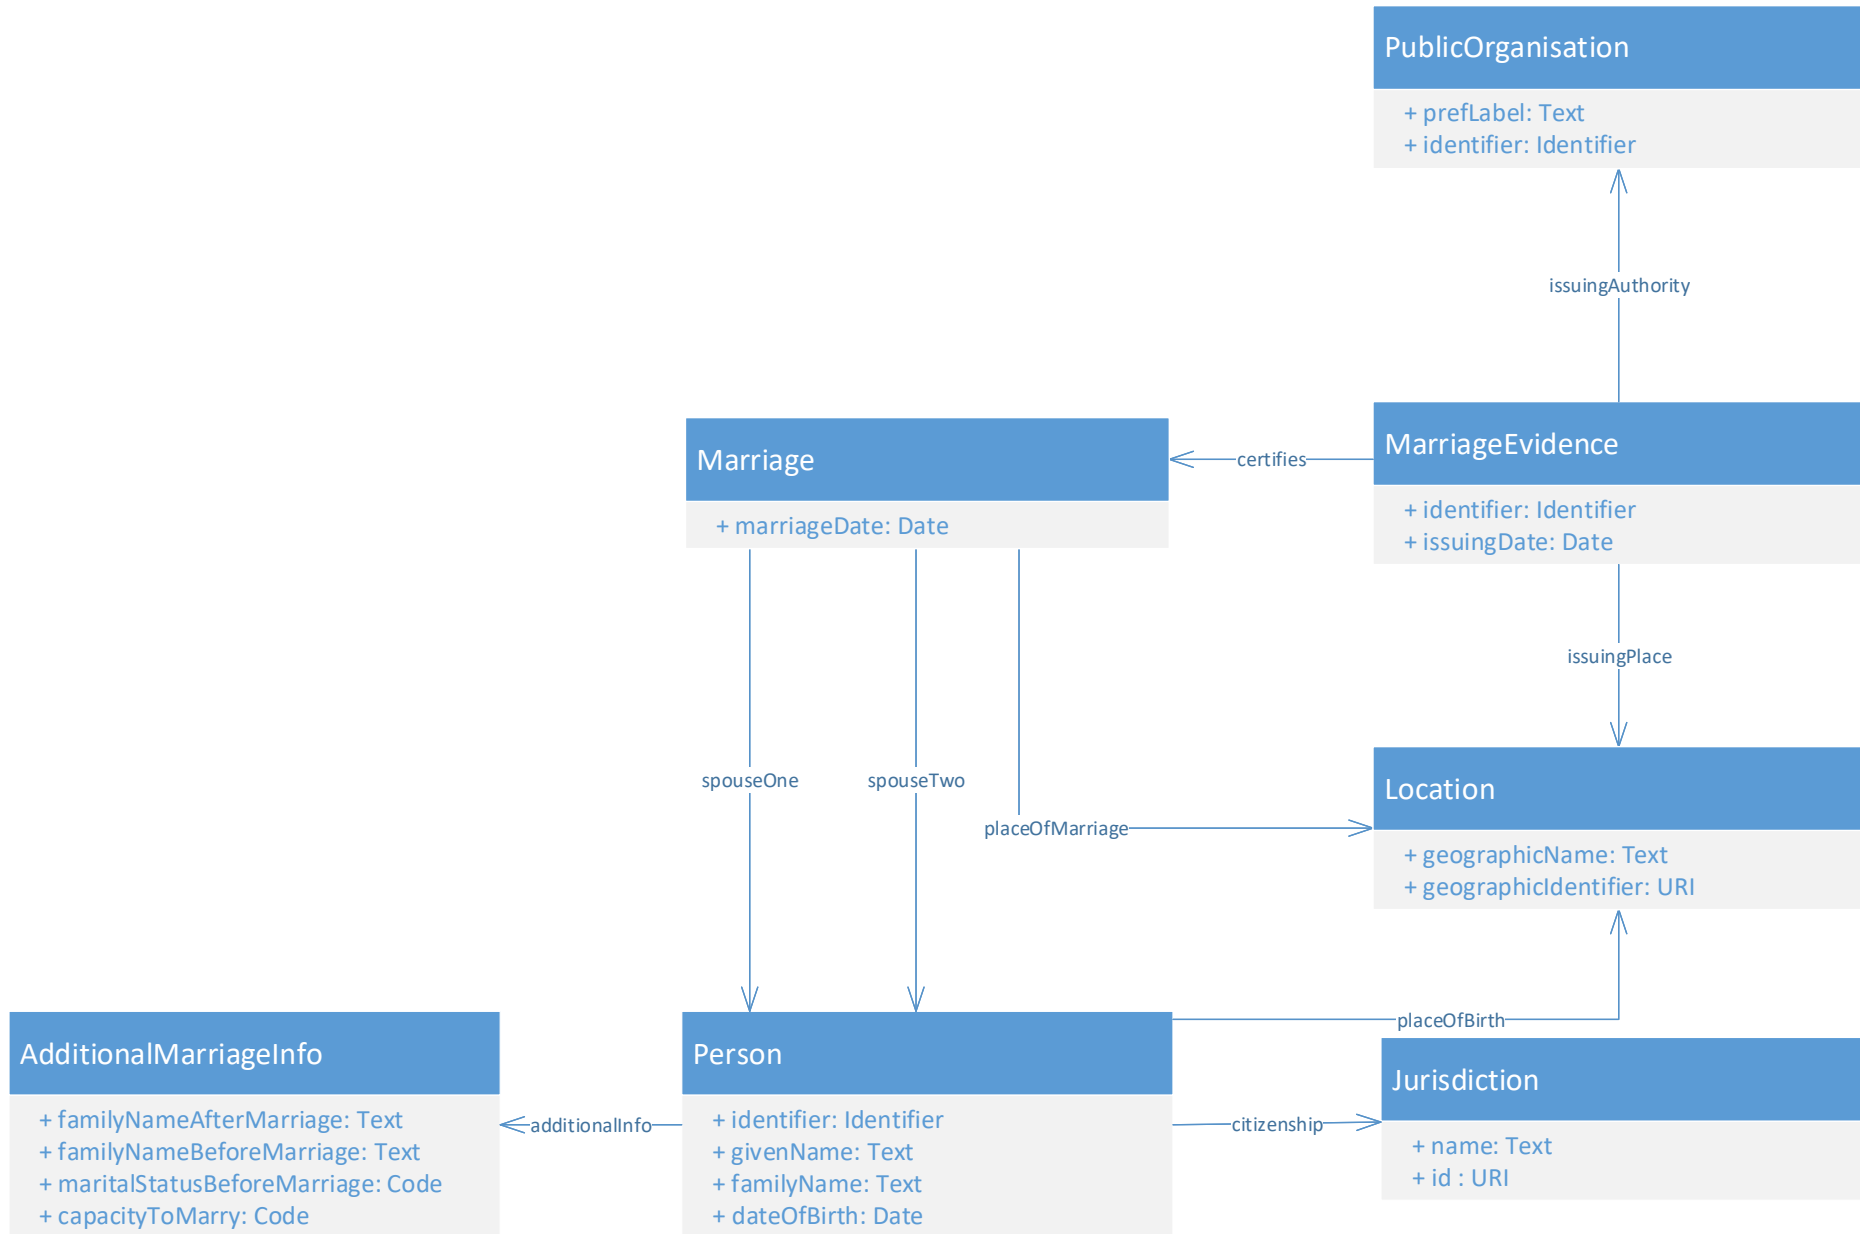 PublicOrganisation
+ prefLabel: Text
+ identifier: Identifier
issuingAuthority
Marriage
+ marriageDate: Date
certifies
MarriageEvidence
+ identifier: Identifier
+ issuingDate: Date
issuingPlace
spouseOne
spouseTwo
placeOfMarriage
Location
+ geographicName: Text
+ geographicIdentifier: URI
placeOfBirth
AdditionalMarriageInfo
+ familyNameAfterMarriage: Text
+ familyNameBeforeMarriage: Text
+ maritalStatusBeforeMarriage: Code
+ capacityToMarry: Code
additionalInfo
Person
+ identifier: Identifier
+ givenName: Text
+ familyName: Text
+ dateOfBirth: Date
citizenship
Jurisdiction
+ name: Text
+ id : URI